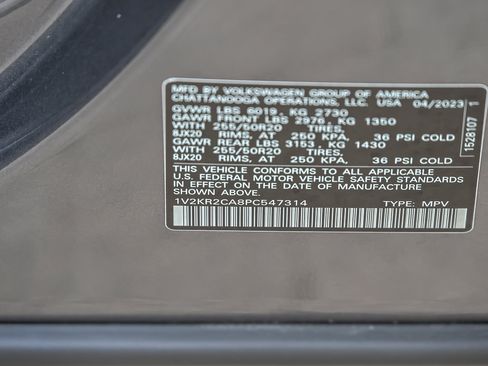 MFD BY VOLKSWAGEN GROUP OF AMERICA
CHATTANOOGA OPERATIONS, LLC. USA 04/2023
GVWR LBS 6019, KG 2730
GAWR FRONT LBS 2976, KG 1350
WITH 255/50R20 TIRES,
8JX20 RIMS, AT 250 KPA. 36 PSI COLD
GAWR REAR LBS 3153, KG 1430
WITH 255/50R20 TIRES,
8JX20 RIMS, AT 250 KPA. 36 PSI COLD
THIS VEHICLE CONFORMS TO ALL APPLICABLE
U.S. FEDERAL MOTOR VEHICLE SAFETY STANDARDS
IN EFFECT ON THE DATE OF MANUFACTURE
SHOWN ABOVE.
1V2KR2CA8PC547314 TYPE: MPV
1528107 1